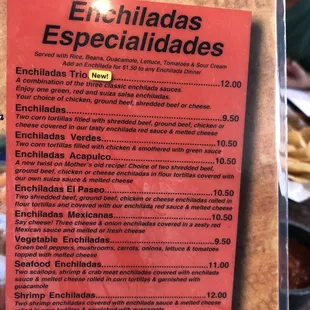 Enchiladas
Especialidades
Served with Rice, Beans, Guacamole, Lettuce, Tomatoes & Sour Cream
Add an Enchilada for $1.50 to any Enchilada Dinner
Enchiladas Trio New! 12.00
A combination of the three classic enchilada sauces.
Enjoy one green, red and suiza salsa enchiladas.
Your choice of chicken, ground beef, shredded beef or cheese.
Enchiladas 9.50
Two corn tortillas filled with shredded beef, ground beef, chicken or
cheese covered in our tasty enchilada red sauce & melted cheese
Enchiladas Verdes 10.50
Two corn tortillas filled with chicken & smothered with green sauce
Enchiladas Acapulco 10.50
A new twist on Mother's old recipe! Choice of two shredded beef,
ground beef, chicken or cheese enchiladas in flour tortillas covered with
our own suiza & melted cheese
Enchiladas El Paseo 10.50
Two shredded beef, ground beef, chicken or cheese enchiladas rolled in
flour tortillas and covered with our enchilada red sauce & melted cheese
Enchiladas Mexicanas 10.50
Say cheese! Three cheese & onion enchiladas covered in a zesty red
Mexican sauce and melted or fresh cheese
Vegetable Enchiladas 9.50
Green bell peppers, mushrooms, carrots, onions, lettuce & tomatoes
topped with melted cheese
Seafood Enchiladas 11.00
Two scallops, shrimp & crab meat enchiladas covered with enchilada
sauce & melted cheese rolled in corn tortillas & garnished with
guacamole
Shrimp Enchiladas 12.00
Two shrimp enchiladas covered with enchilada sauce & melted cheese